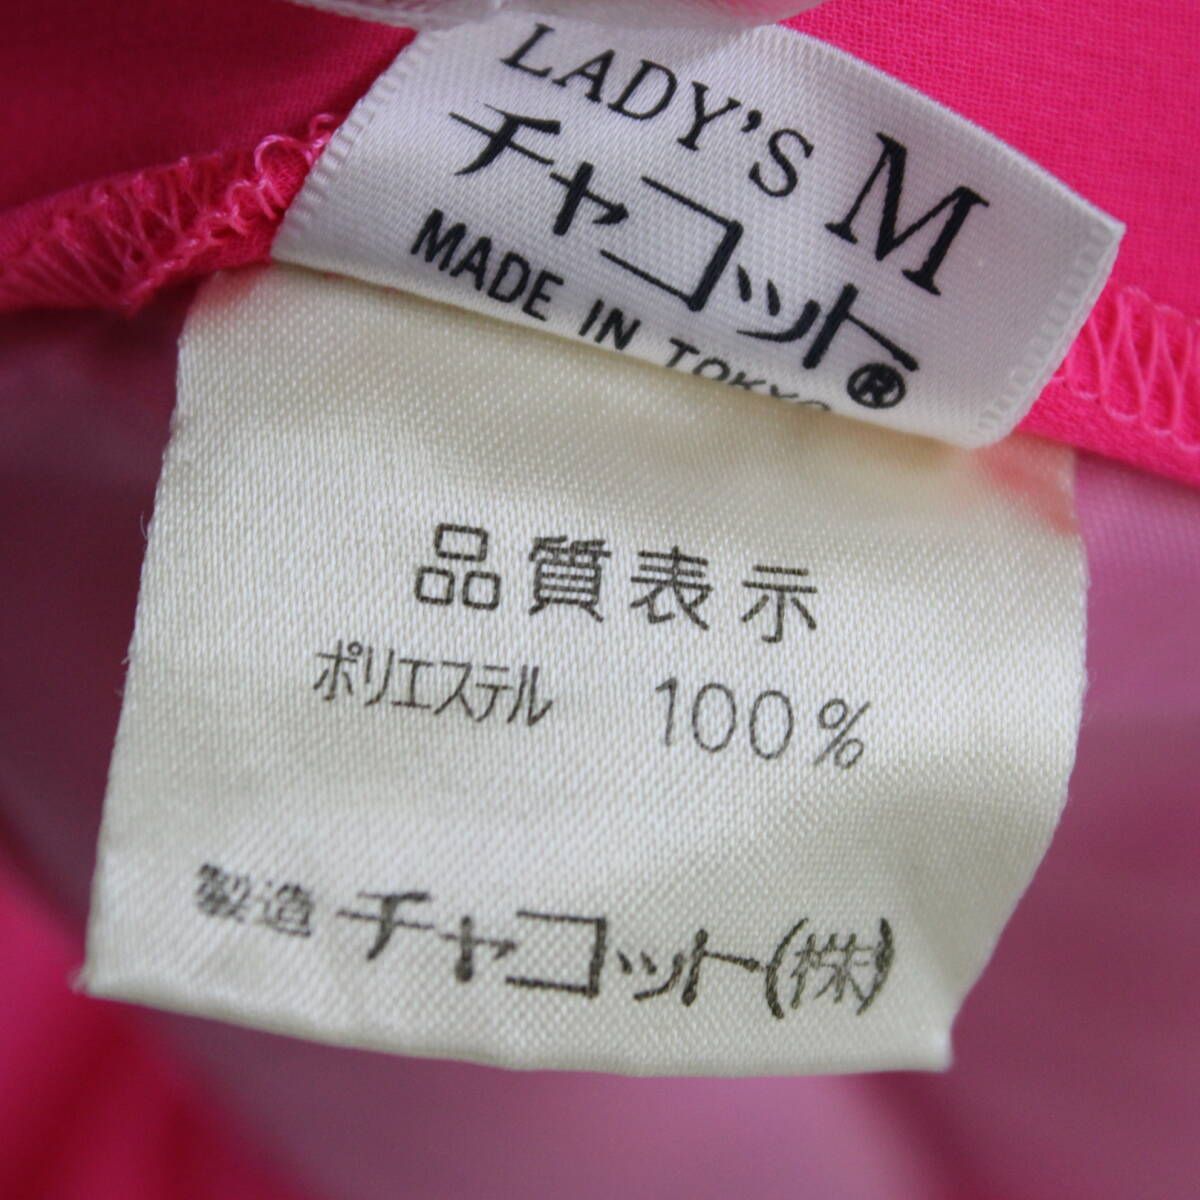 LADY'S M
チャコット®
MADE IN TOKYO
品質表示
ポリエステル 100%
製造 チャコット(株)